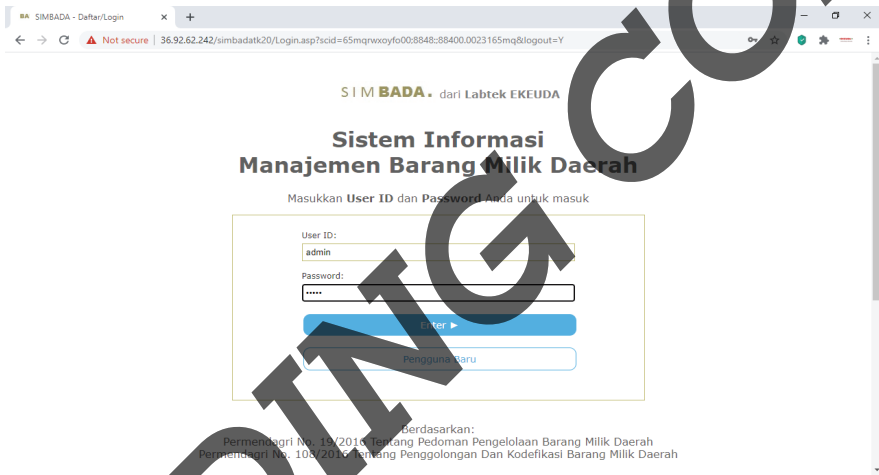 SIMBADA - Daftar/Login
Not secure | 36.92.62.242/simbadatk20/Login.asp?scid=65mqrwxoyfo00:8848::88400.0023165mq&logout=Y
SIMBADA. dari Labtek EKEUDA
Sistem Informasi
Manajemen Barang Milik Daerah
Masukkan User ID dan Password Anda untuk masuk
User ID:
admin
Password:
•••••
Enter ►
Pengguna Baru
Berdasarkan:
Permendagri No. 19/2016 Tentang Pedoman Pengelolaan Barang Milik Daerah
Permendagri No. 108/2016 Tentang Penggolongan Dan Kodefikasi Barang Milik Daerah
PING CO